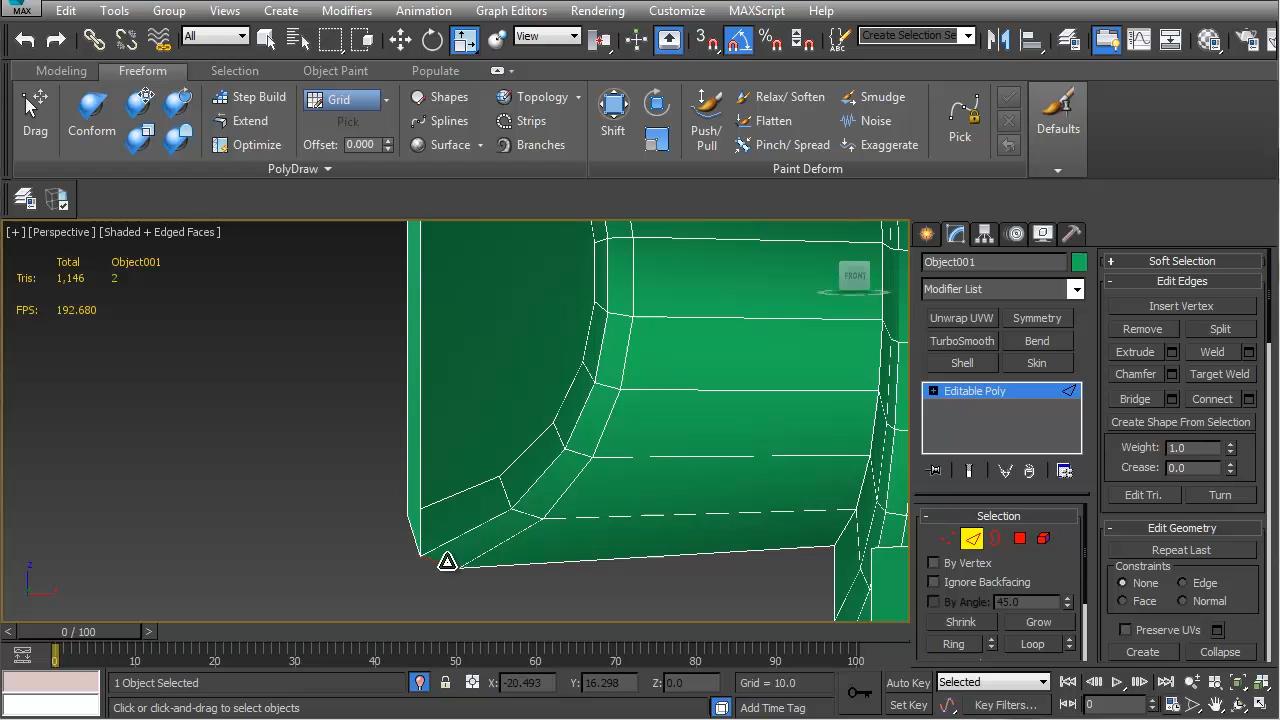 MAX
Edit
Tools
Group
Views
Create
Modifiers
Animation
Graph Editors
Rendering
Customize
MAXScript
Help
All
View
3
%
ABC
Create Selection Se
Modeling
Freeform
Selection
Object Paint
Populate
Drag
Conform
Step Build
Extend
Optimize
Grid
Pick
Offset: 0.000
Shapes
Splines
Surface
Topology
Strips
Branches
Shift
Push/
Pull
Relax/ Soften
Flatten
Pinch/ Spread
Smudge
Noise
Exaggerate
Pick
Defaults
PolyDraw
Paint Deform
[+] [Perspective ] [Shaded + Edged Faces ]
Total Object001
Tris: 1,146 2
FPS: 192.680
FRONT
z
x
Object001
Modifier List
Unwrap UVW
Symmetry
TurboSmooth
Bend
Shell
Skin
Editable Poly
Selection
By Vertex
Ignore Backfacing
By Angle: 45.0
Shrink
Grow
Ring
Loop
Soft Selection
Edit Edges
Insert Vertex
Remove
Split
Extrude
Weld
Chamfer
Target Weld
Bridge
Connect
Create Shape From Selection
Weight: 1.0
Crease: 0.0
Edit Tri.
Turn
Edit Geometry
Repeat Last
Constraints
None
Edge
Face
Normal
Preserve UVs
Create
Collapse
0 / 100
0 10 20 30 40 50 60 70 80 90 100
1 Object Selected
X: -20.493
Y: 16.298
Z: 0.0
Grid = 10.0
Auto Key
Selected
Click or click-and-drag to select objects
Add Time Tag
Set Key
Key Filters...
0